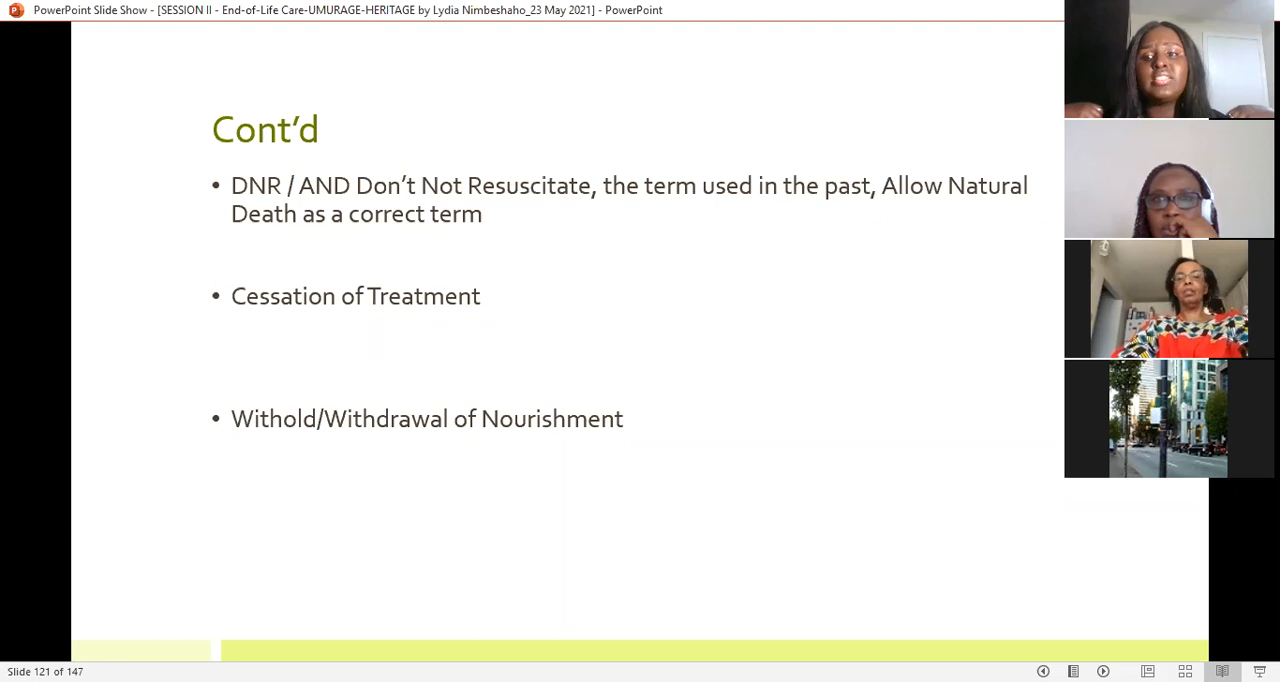 PowerPoint Slide Show - [SESSION II - End-of-Life Care-UMURAGE-HERITAGE by Lydia Nimbeshaho_23 May 2021] - PowerPoint
Cont’d
• DNR / AND Don’t Not Resuscitate, the term used in the past, Allow Natural
Death as a correct term
• Cessation of Treatment
• Withold/Withdrawal of Nourishment
Slide 121 of 147